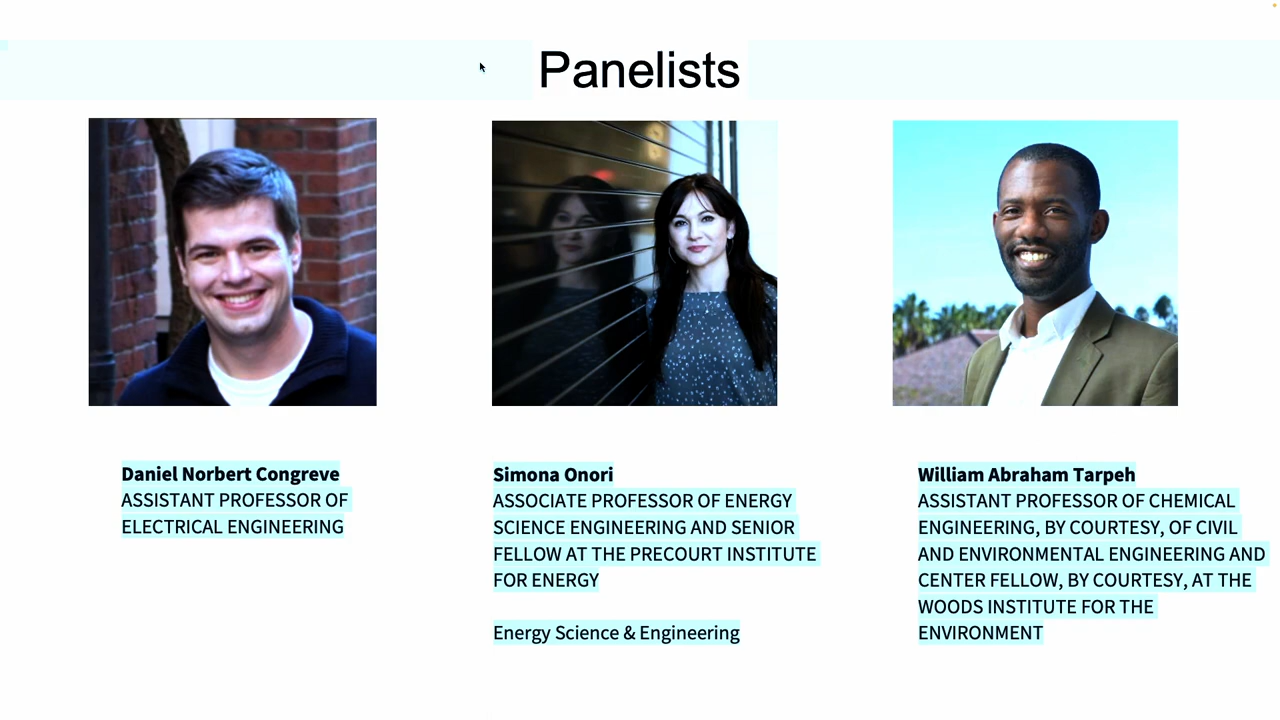 Panelists
Daniel Norbert Congreve
ASSISTANT PROFESSOR OF
ELECTRICAL ENGINEERING
Simona Onori
ASSOCIATE PROFESSOR OF ENERGY
SCIENCE ENGINEERING AND SENIOR
FELLOW AT THE PRECOURT INSTITUTE
FOR ENERGY
Energy Science & Engineering
William Abraham Tarpeh
ASSISTANT PROFESSOR OF CHEMICAL
ENGINEERING, BY COURTESY, OF CIVIL
AND ENVIRONMENTAL ENGINEERING AND
CENTER FELLOW, BY COURTESY, AT THE
WOODS INSTITUTE FOR THE
ENVIRONMENT